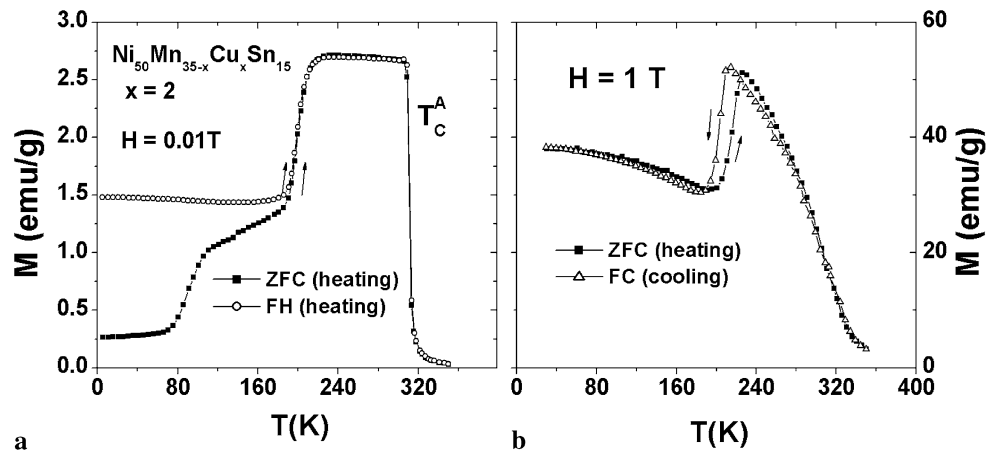 Ni₅₀Mn₃₅₋ₓCuₓSn₁₅
x = 2
H = 0.01T
T_C^A
ZFC (heating)
FH (heating)
3.0
2.5
2.0
1.5
1.0
0.5
0.0
M (emu/g)
0 80 160 240 320
T(K)
a
H = 1 T
ZFC (heating)
FC (cooling)
60
40
20
0
M (emu/g)
0 80 160 240 320 400
T(K)
b